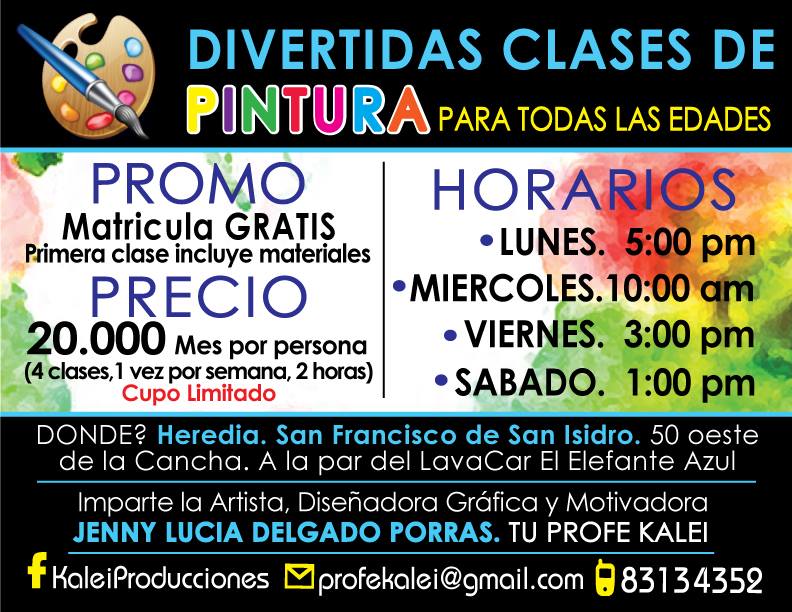 DIVERTIDAS CLASES DE
PINTURA PARA TODAS LAS EDADES
PROMO
Matricula GRATIS
Primera clase incluye materiales
PRECIO
20.000 Mes por persona
(4 clases,1 vez por semana, 2 horas)
Cupo Limitado
HORARIOS
•LUNES. 5:00 pm
•MIERCOLES.10:00 am
•VIERNES. 3:00 pm
•SABADO. 1:00 pm
DONDE? Heredia. San Francisco de San Isidro. 50 oeste
de la Cancha. A la par del LavaCar El Elefante Azul
Imparte la Artista, Diseñadora Gráfica y Motivadora
JENNY LUCIA DELGADO PORRAS. TU PROFE KALEI
f KaleiProducciones profekalei@gmail.com 83134352